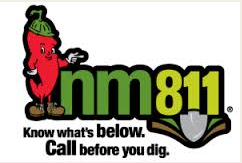 nm811®
Know what's below.
Call before you dig.